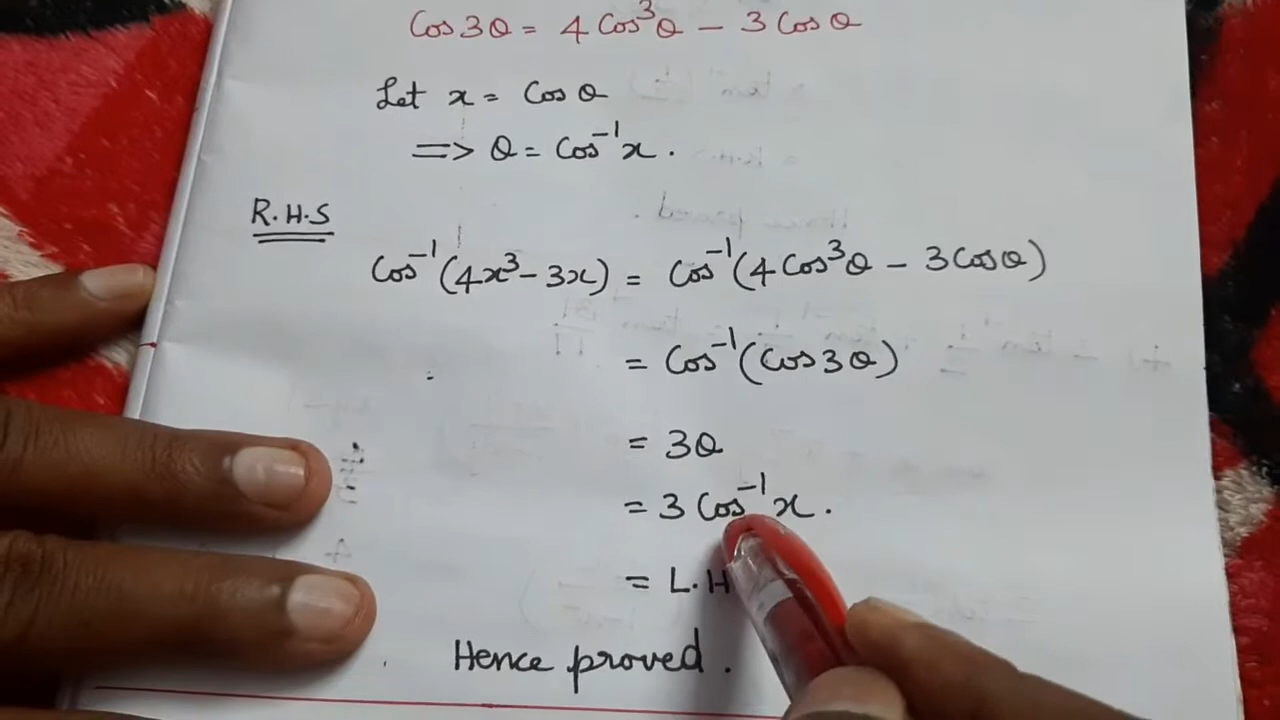 Cos3θ = 4Cos³θ - 3Cosθ
Let x = Cosθ
=> θ = Cos⁻¹x.
R.H.S
Cos⁻¹(4x³-3x) = Cos⁻¹(4Cos³θ - 3Cosθ)
= Cos⁻¹(Cos3θ)
= 3θ
= 3Cos⁻¹x.
= L.H
Hence proved.